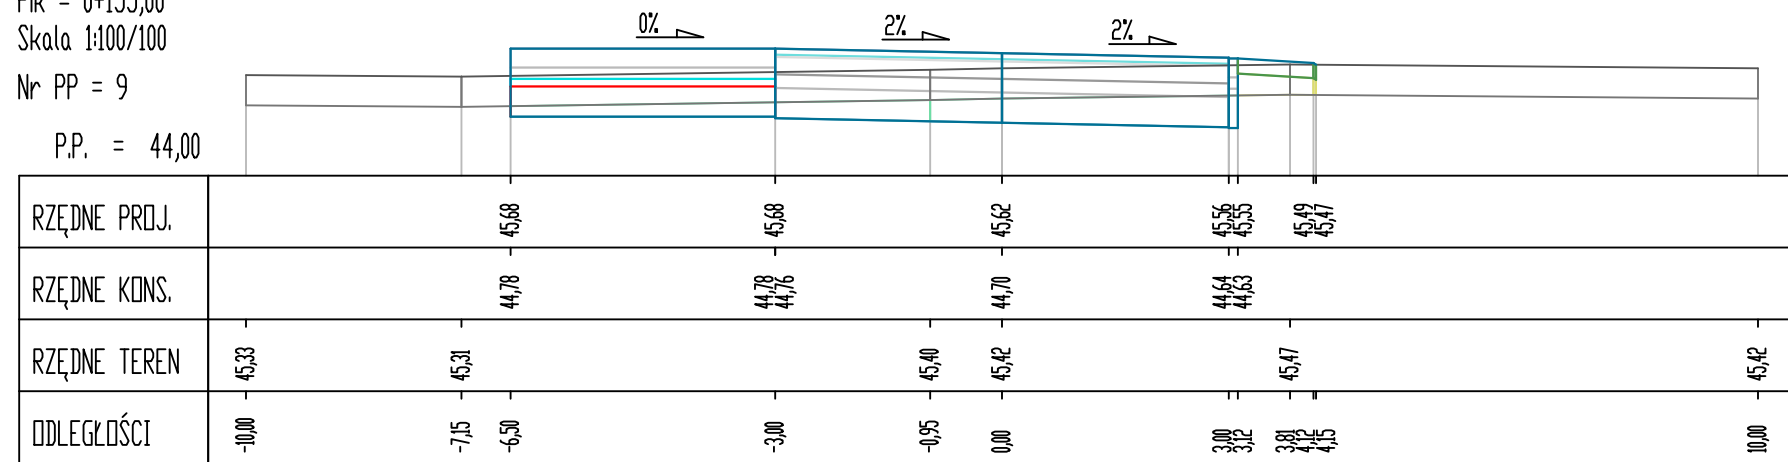 Pik = 0+155,00
Skala 1:100/100
Nr PP = 9
P.P. = 44,00
0% 2% 2%
RZĘDNE PROJ. 45,68 45,68 45,62 45,56 45,55 45,49 45,47
RZĘDNE KONS. 44,78 44,78 44,76 44,70 44,64 44,63
RZĘDNE TEREN 45,33 45,31 45,40 45,42 45,47 45,42
ODLEGŁOŚCI -10,00 -7,15 -6,50 -3,00 -0,95 0,00 3,00 3,12 3,81 4,12 4,15 10,00